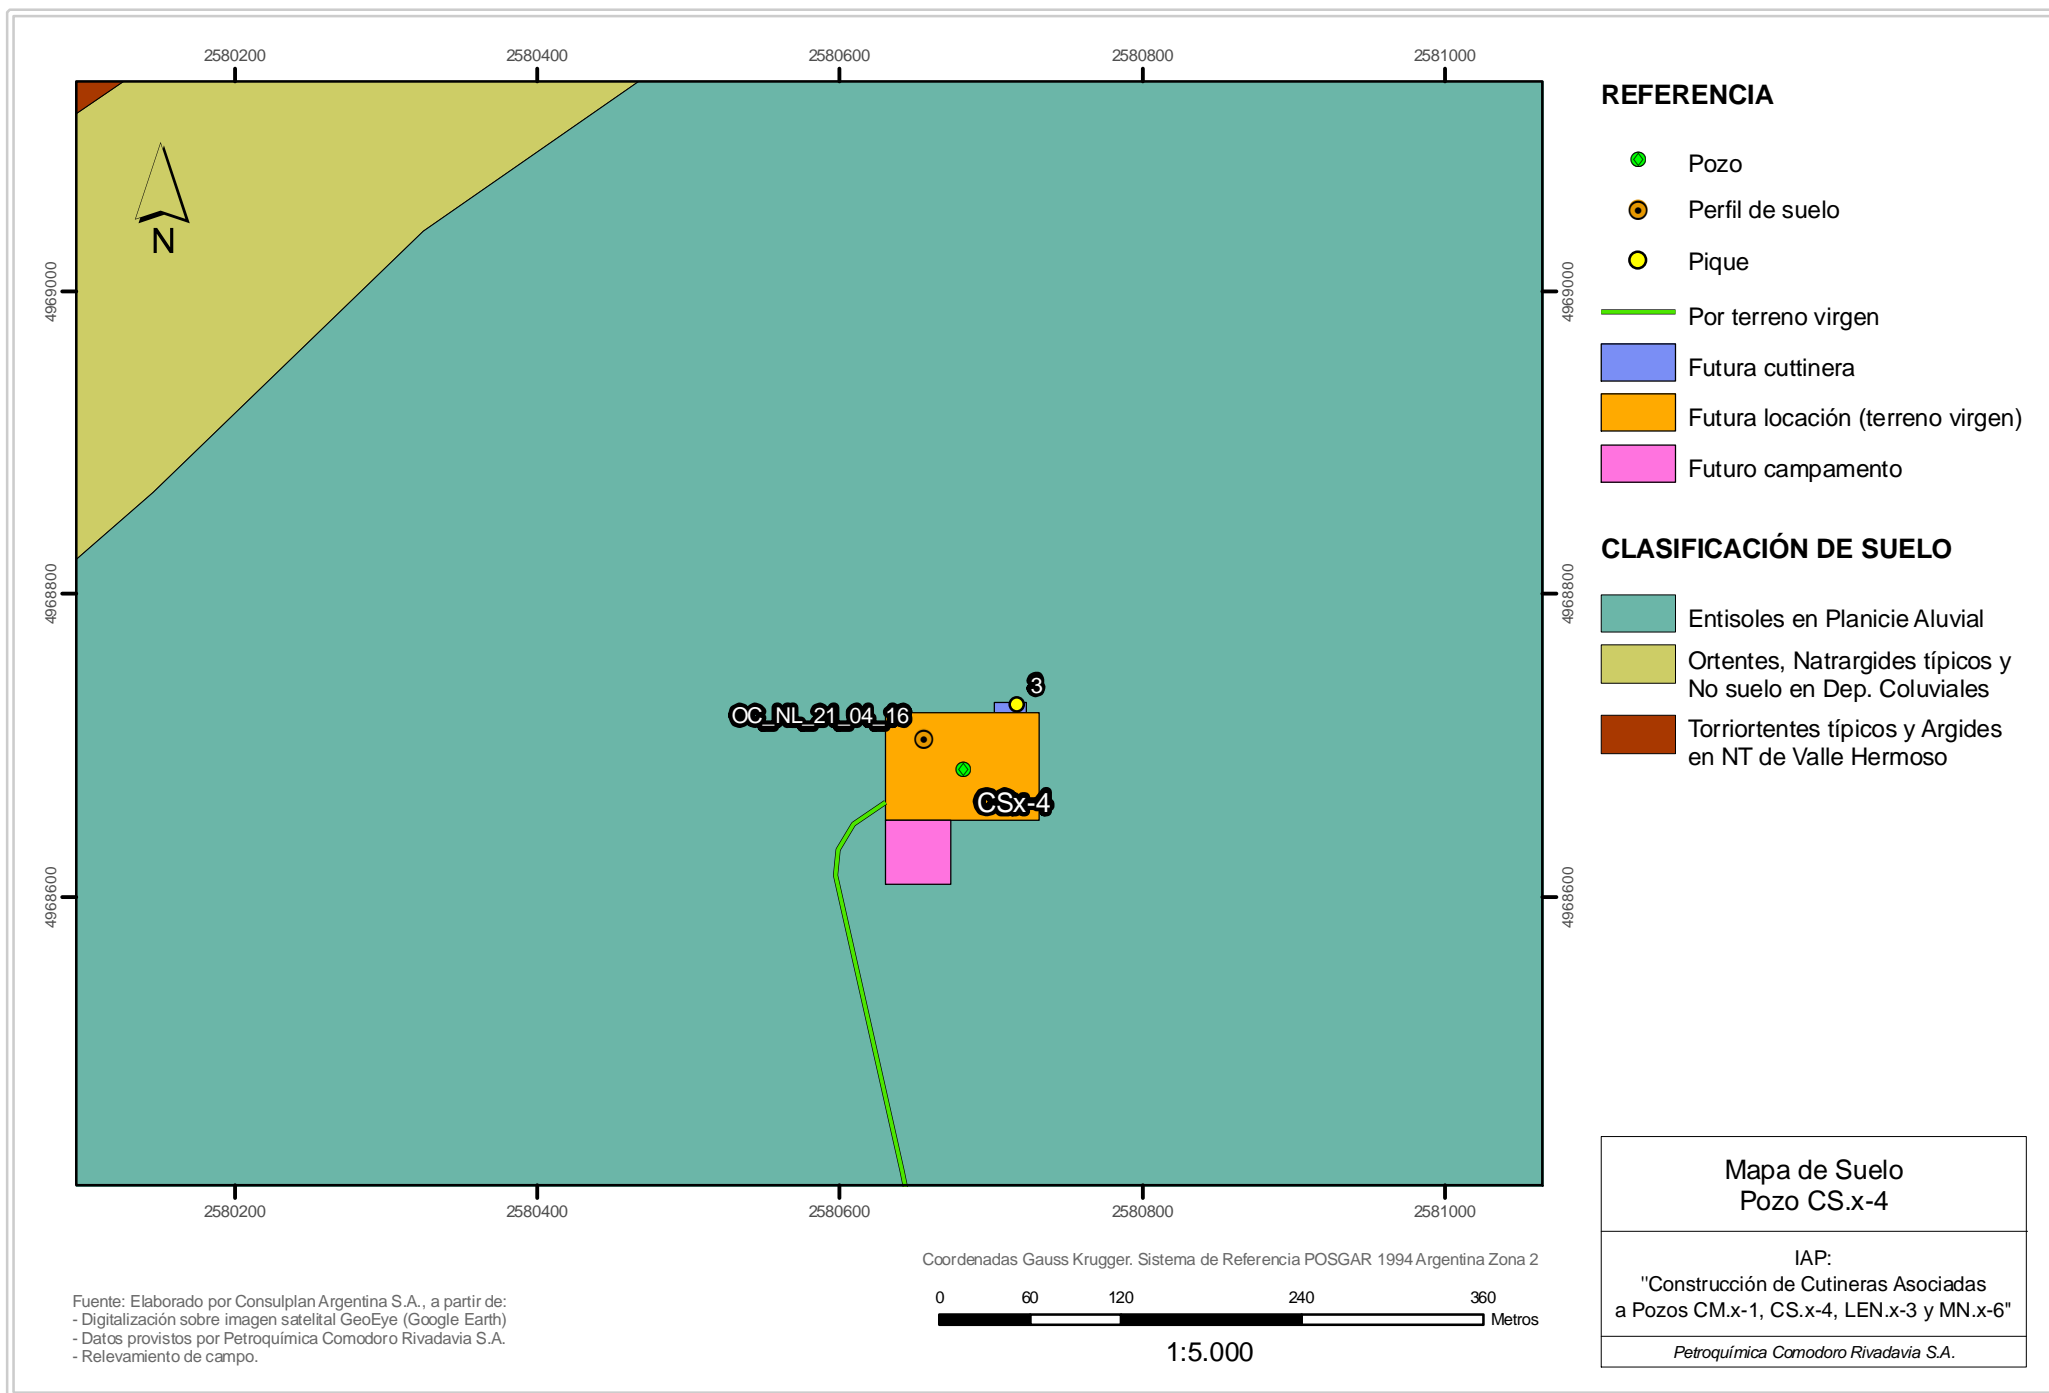 2580200 2580400 2580600 2580800 2581000
4969000 4969000
4968800 4968800
4968600 4968600
N
3
OC_NL_21_04_16
CSx-4
2580200 2580400 2580600 2580800 2581000
REFERENCIA
Pozo
Perfil de suelo
Pique
Por terreno virgen
Futura cuttinera
Futura locación (terreno virgen)
Futuro campamento
CLASIFICACIÓN DE SUELO
Entisoles en Planicie Aluvial
Ortentes, Natrargides típicos y
No suelo en Dep. Coluviales
Torriortentes típicos y Argides
en NT de Valle Hermoso
Coordenadas Gauss Krugger. Sistema de Referencia POSGAR 1994 Argentina Zona 2
0 60 120 240 360
Metros
1:5.000
Fuente: Elaborado por Consulplan Argentina S.A., a partir de:
- Digitalización sobre imagen satelital GeoEye (Google Earth)
- Datos provistos por Petroquímica Comodoro Rivadavia S.A.
- Relevamiento de campo.
Mapa de Suelo
Pozo CS.x-4
IAP:
"Construcción de Cutineras Asociadas
a Pozos CM.x-1, CS.x-4, LEN.x-3 y MN.x-6"
Petroquímica Comodoro Rivadavia S.A.